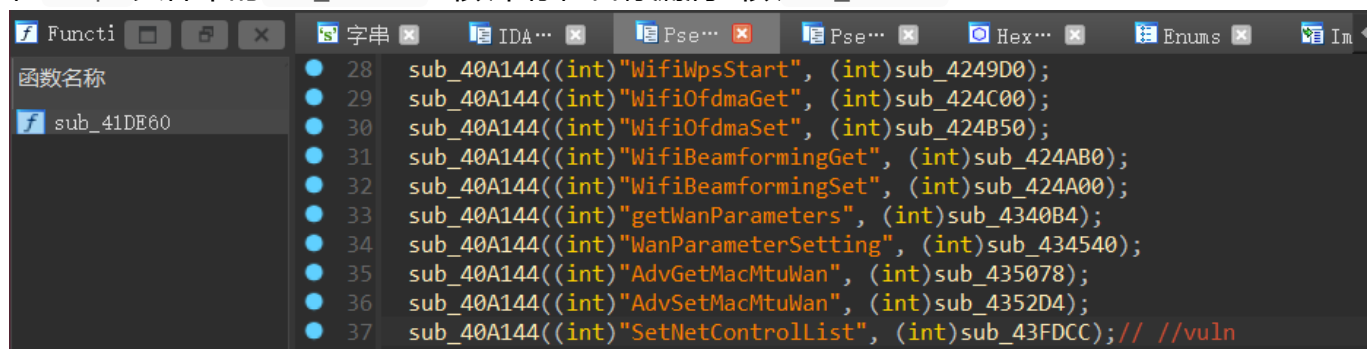 Functi
字串
IDA…
Pse…
Pse…
Hex…
Enums
Im
函数名称
sub_41DE60
28 sub_40A144((int)"WifiWpsStart", (int)sub_4249D0);
29 sub_40A144((int)"WifiOfdmaGet", (int)sub_424C00);
30 sub_40A144((int)"WifiOfdmaSet", (int)sub_424B50);
31 sub_40A144((int)"WifiBeamformingGet", (int)sub_424AB0);
32 sub_40A144((int)"WifiBeamformingSet", (int)sub_424A00);
33 sub_40A144((int)"getWanParameters", (int)sub_4340B4);
34 sub_40A144((int)"WanParameterSetting", (int)sub_434540);
35 sub_40A144((int)"AdvGetMacMtuWan", (int)sub_435078);
36 sub_40A144((int)"AdvSetMacMtuWan", (int)sub_4352D4);
37 sub_40A144((int)"SetNetControlList", (int)sub_43FDCC);// //vuln